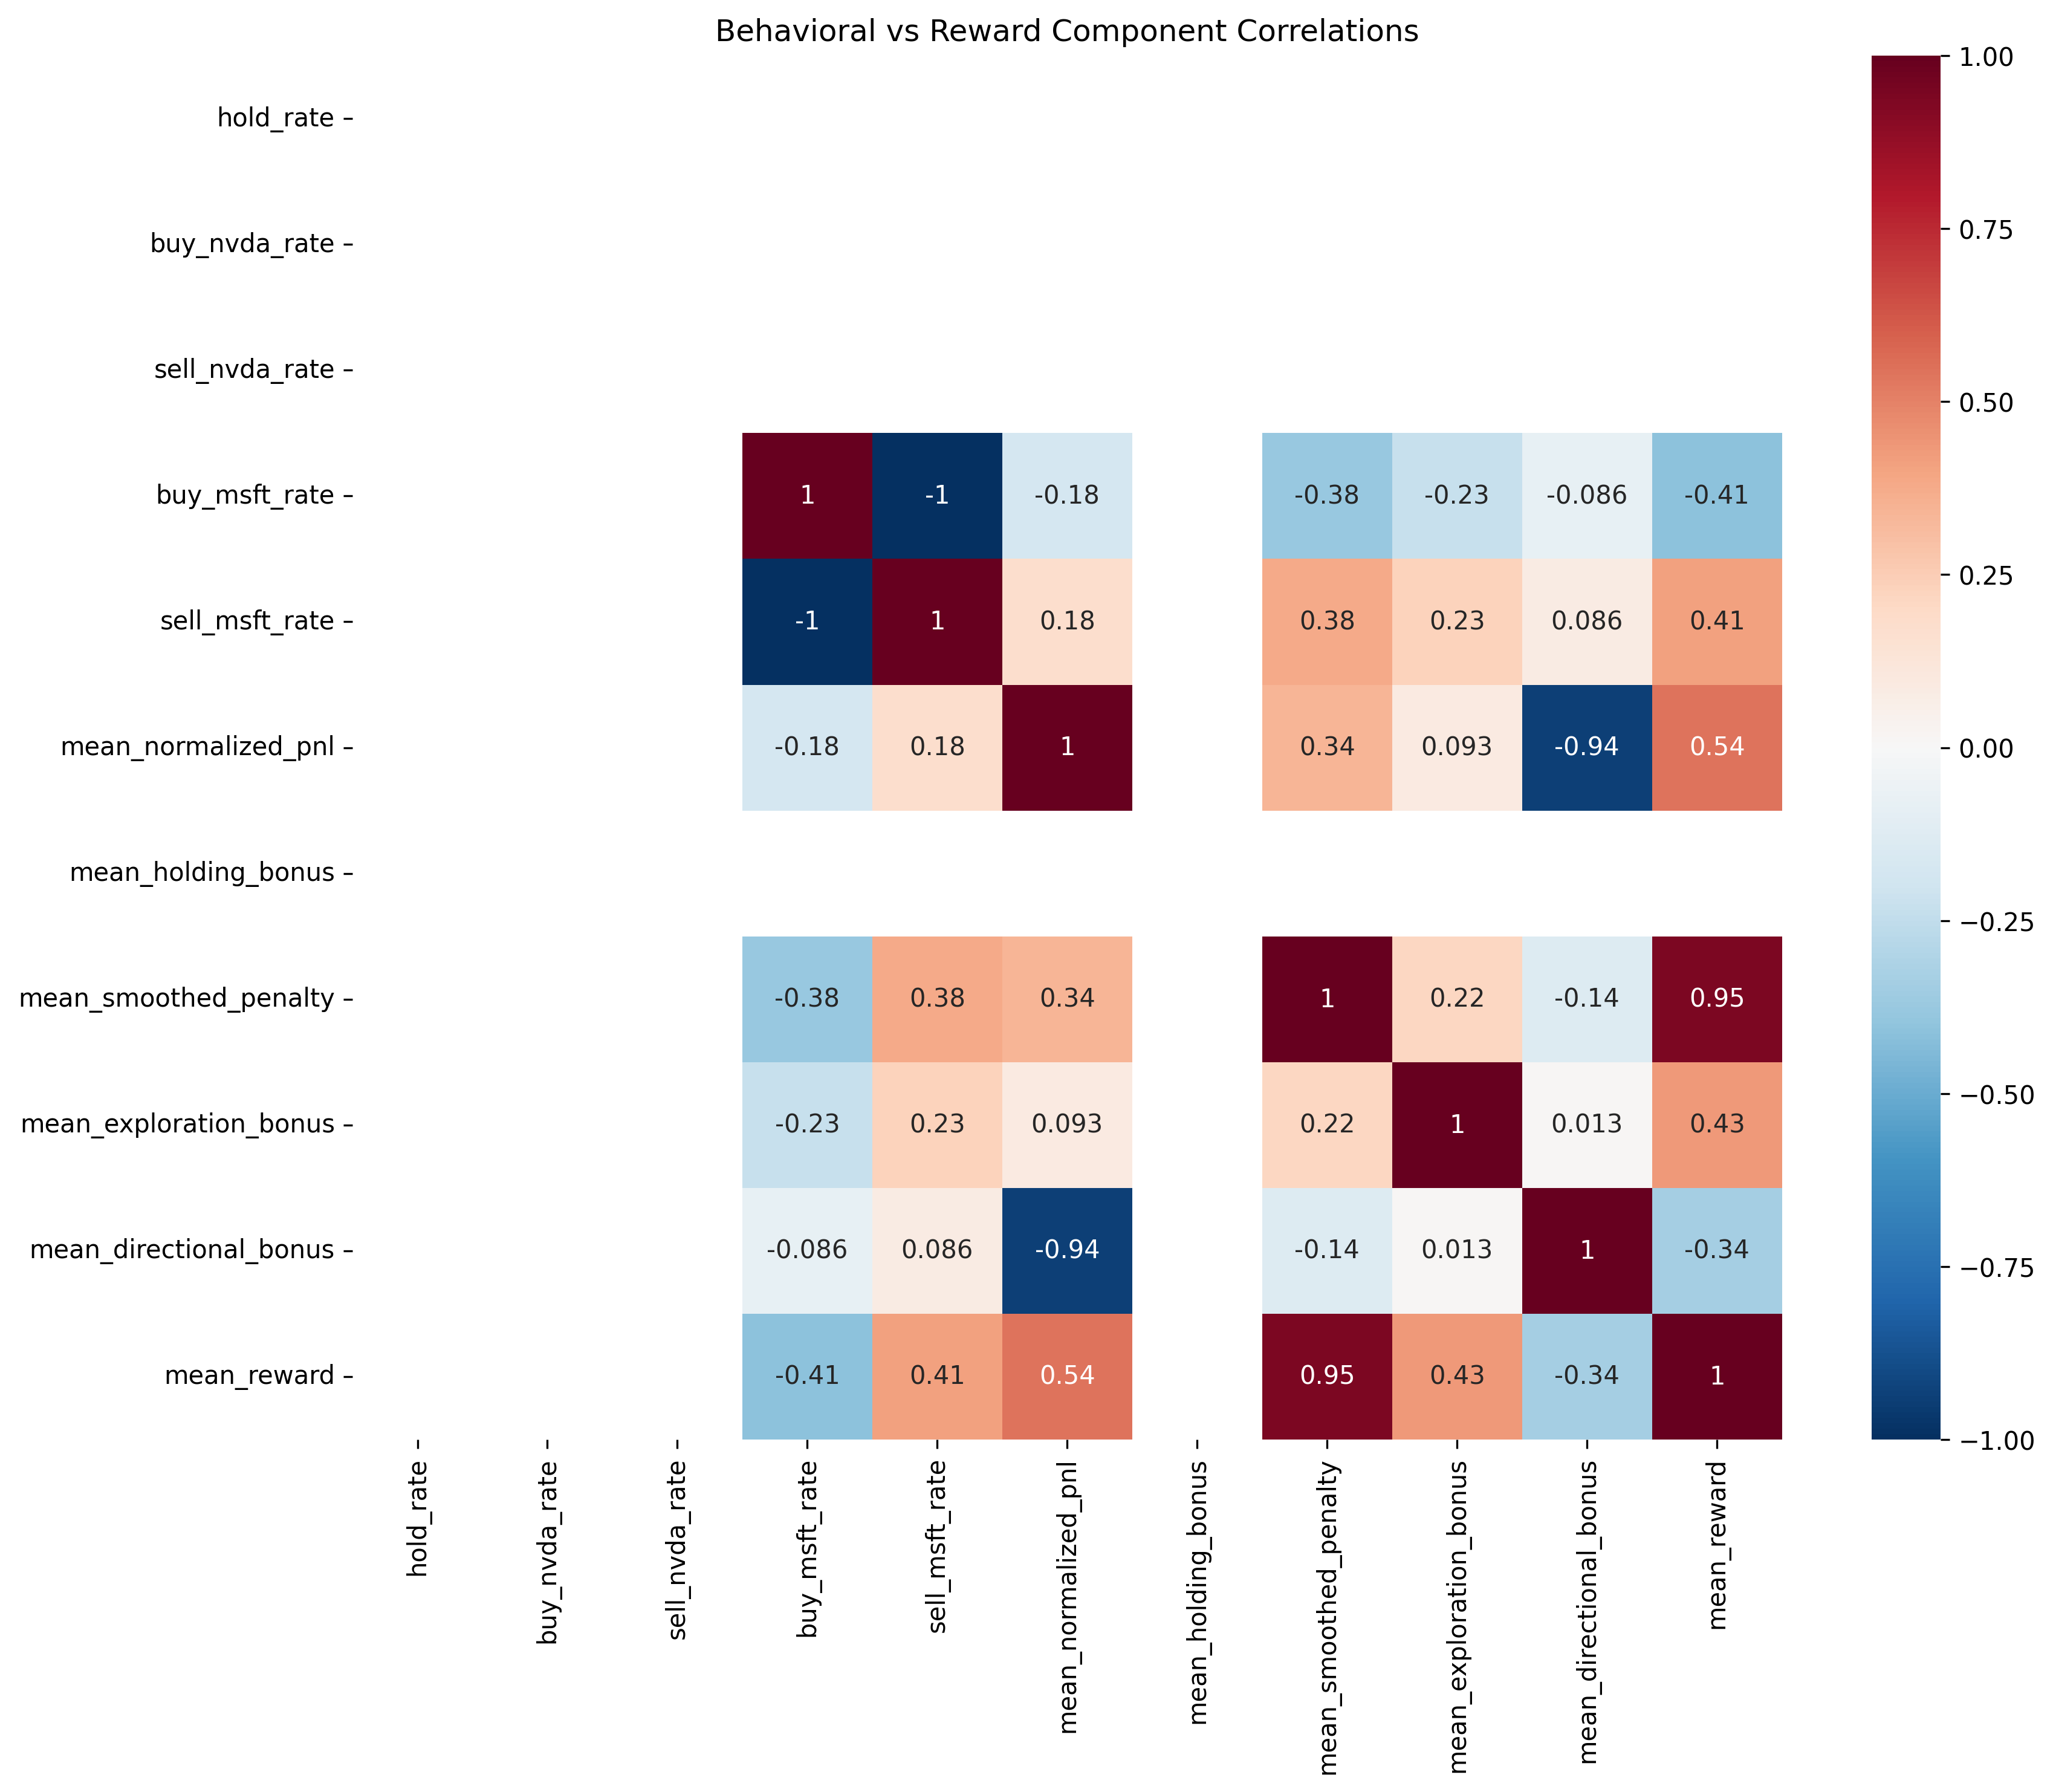 Behavioral vs Reward Component Correlations
hold_rate
buy_nvda_rate
sell_nvda_rate
buy_msft_rate 1 -1 -0.18 -0.38 -0.23 -0.086 -0.41
sell_msft_rate -1 1 0.18 0.38 0.23 0.086 0.41
mean_normalized_pnl -0.18 0.18 1 0.34 0.093 -0.94 0.54
mean_holding_bonus
mean_smoothed_penalty -0.38 0.38 0.34 1 0.22 -0.14 0.95
mean_exploration_bonus -0.23 0.23 0.093 0.22 1 0.013 0.43
mean_directional_bonus -0.086 0.086 -0.94 -0.14 0.013 1 -0.34
mean_reward -0.41 0.41 0.54 0.95 0.43 -0.34 1
hold_rate
buy_nvda_rate
sell_nvda_rate
buy_msft_rate
sell_msft_rate
mean_normalized_pnl
mean_holding_bonus
mean_smoothed_penalty
mean_exploration_bonus
mean_directional_bonus
mean_reward
1.00
0.75
0.50
0.25
0.00
−0.25
−0.50
−0.75
−1.00